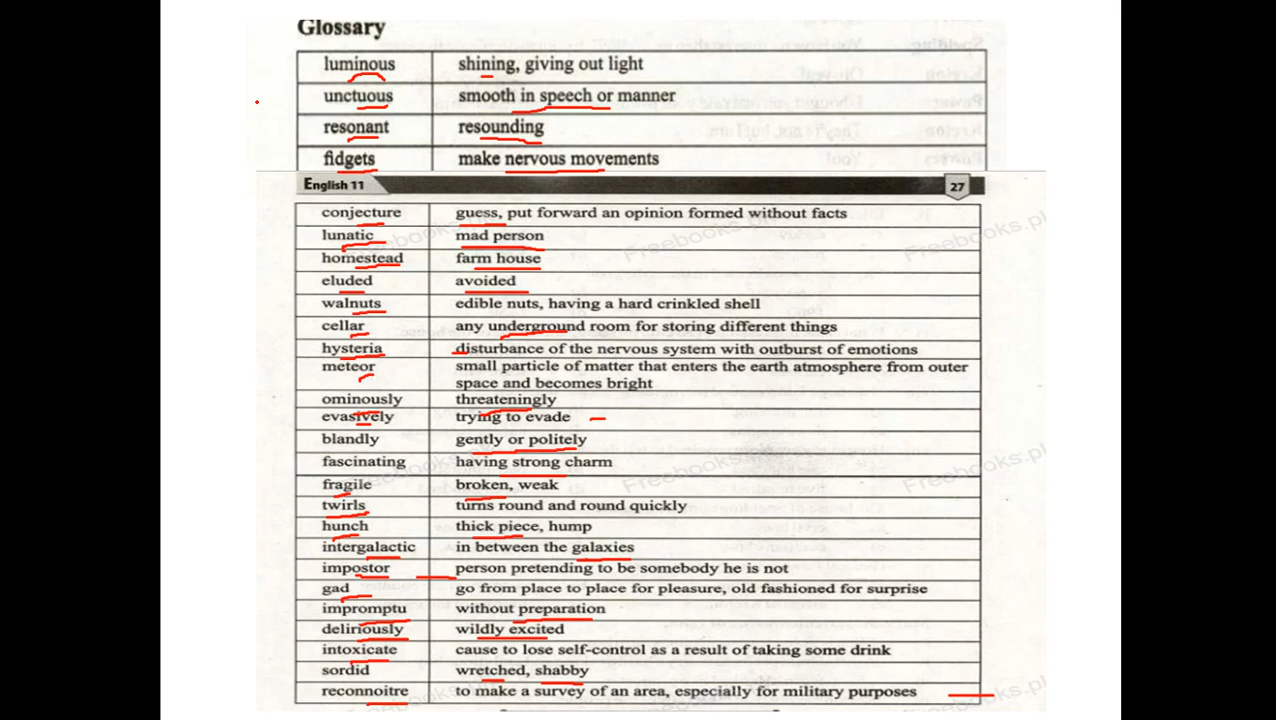 Glossary
luminous shining, giving out light
unctuous smooth in speech or manner
resonant resounding
fidgets make nervous movements
English 11 27
conjecture guess, put forward an opinion formed without facts
lunatic mad person
homestead farm house
eluded avoided
walnuts edible nuts, having a hard crinkled shell
cellar any underground room for storing different things
hysteria disturbance of the nervous system with outburst of emotions
meteor small particle of matter that enters the earth atmosphere from outer
space and becomes bright
ominously threateningly
evasively trying to evade
blandly gently or politely
fascinating having strong charm
fragile broken, weak
twirls turns round and round quickly
hunch thick piece, hump
intergalactic in between the galaxies
impostor person pretending to be somebody he is not
gad go from place to place for pleasure, old fashioned for surprise
impromptu without preparation
deliriously wildly excited
intoxicate cause to lose self-control as a result of taking some drink
sordid wretched, shabby
reconnoitre to make a survey of an area, especially for military purposes
Freebooks.pk